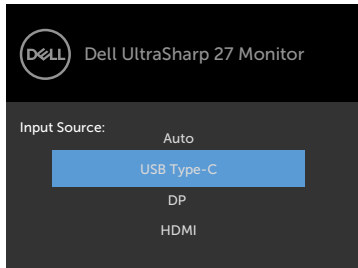 DELL
Dell UltraSharp 27 Monitor
Input Source:
Auto
USB Type-C
DP
HDMI